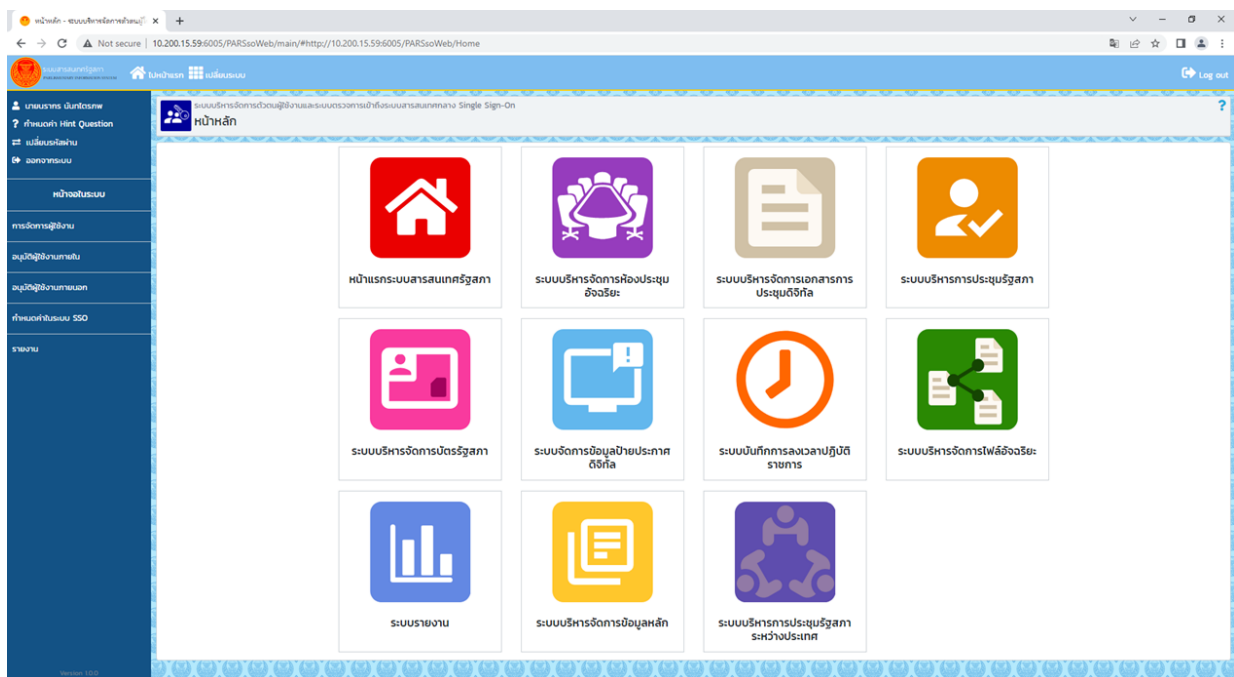 หน้าหลัก - ระบบบริหารจัดการตัวตนผู้ใ
Not secure
10.200.15.59:6005/PARSsoWeb/main/#http://10.200.15.59:6005/PARSsoWeb/Home
ระบบสารสนเทศรัฐสภา
ไปหน้าแรก
เปลี่ยนระบบ
Log out
นายบราทร นันทไตรภพ
กำหนดคำ Hint Question
เปลี่ยนรหัสผ่าน
ออกจากระบบ
หน้าจอในระบบ
การจัดการผู้ใช้งาน
อนุมัติผู้ใช้งานภายใน
อนุมัติผู้ใช้งานภายนอก
กำหนดค่าในระบบ SSO
รายงาน
Version 1.0.0
ระบบบริหารจัดการตัวตนผู้ใช้งานและระบบตรวจการเข้าถึงระบบสารสนเทศกลาง Single Sign-On
หน้าหลัก
?
หน้าแรกระบบสารสนเทศรัฐสภา
ระบบบริหารจัดการห้องประชุม
อัจฉริยะ
ระบบบริหารจัดการเอกสารการ
ประชุมดิจิทัล
ระบบบริหารการประชุมรัฐสภา
ระบบบริหารจัดการบัตรรัฐสภา
ระบบจัดการข้อมูลป้ายประกาศ
ดิจิทัล
ระบบบันทึกการลงเวลาปฏิบัติ
ราชการ
ระบบบริหารจัดการไฟล์อัจฉริยะ
ระบบรายงาน
ระบบบริหารจัดการข้อมูลหลัก
ระบบบริหารการประชุมรัฐสภา
ระหว่างประเทศ